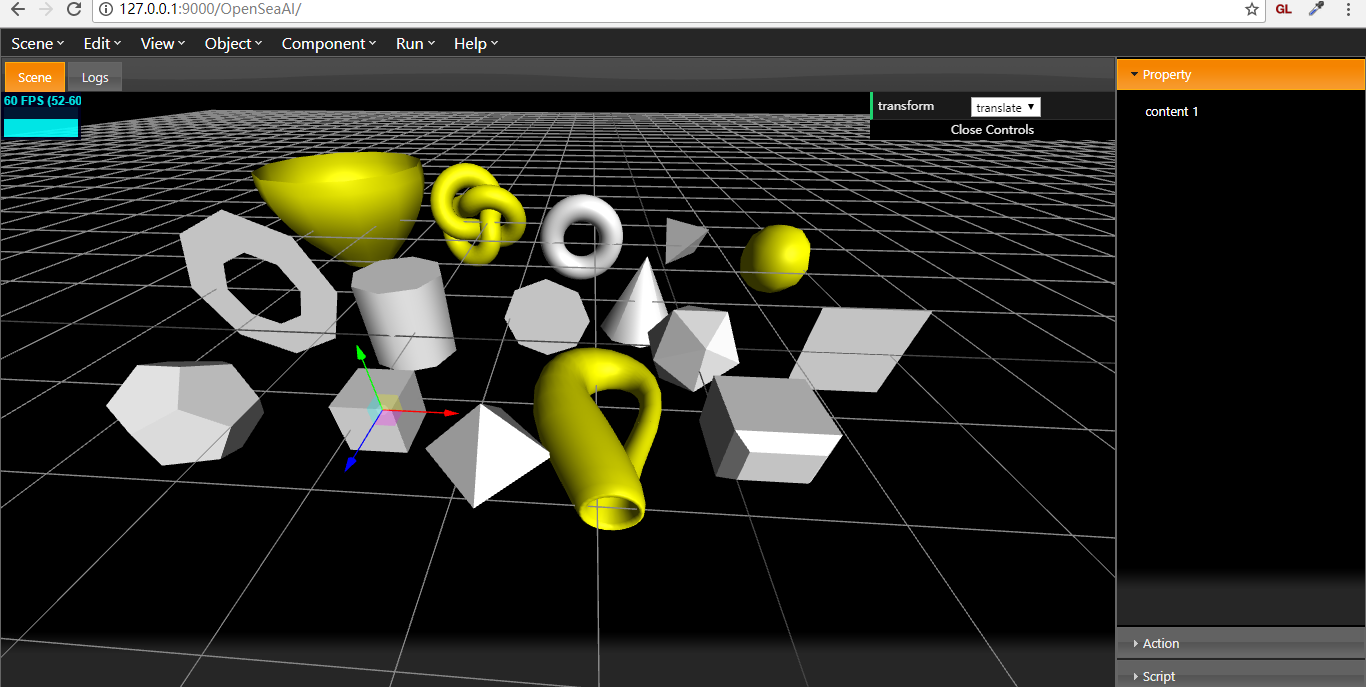 127.0.0.1:9000/OpenSeaAI/
GL
Scene Edit View Object Component Run Help
Scene Logs
Property
60 FPS (52-60
transform translate
content 1
Close Controls
Action
Script